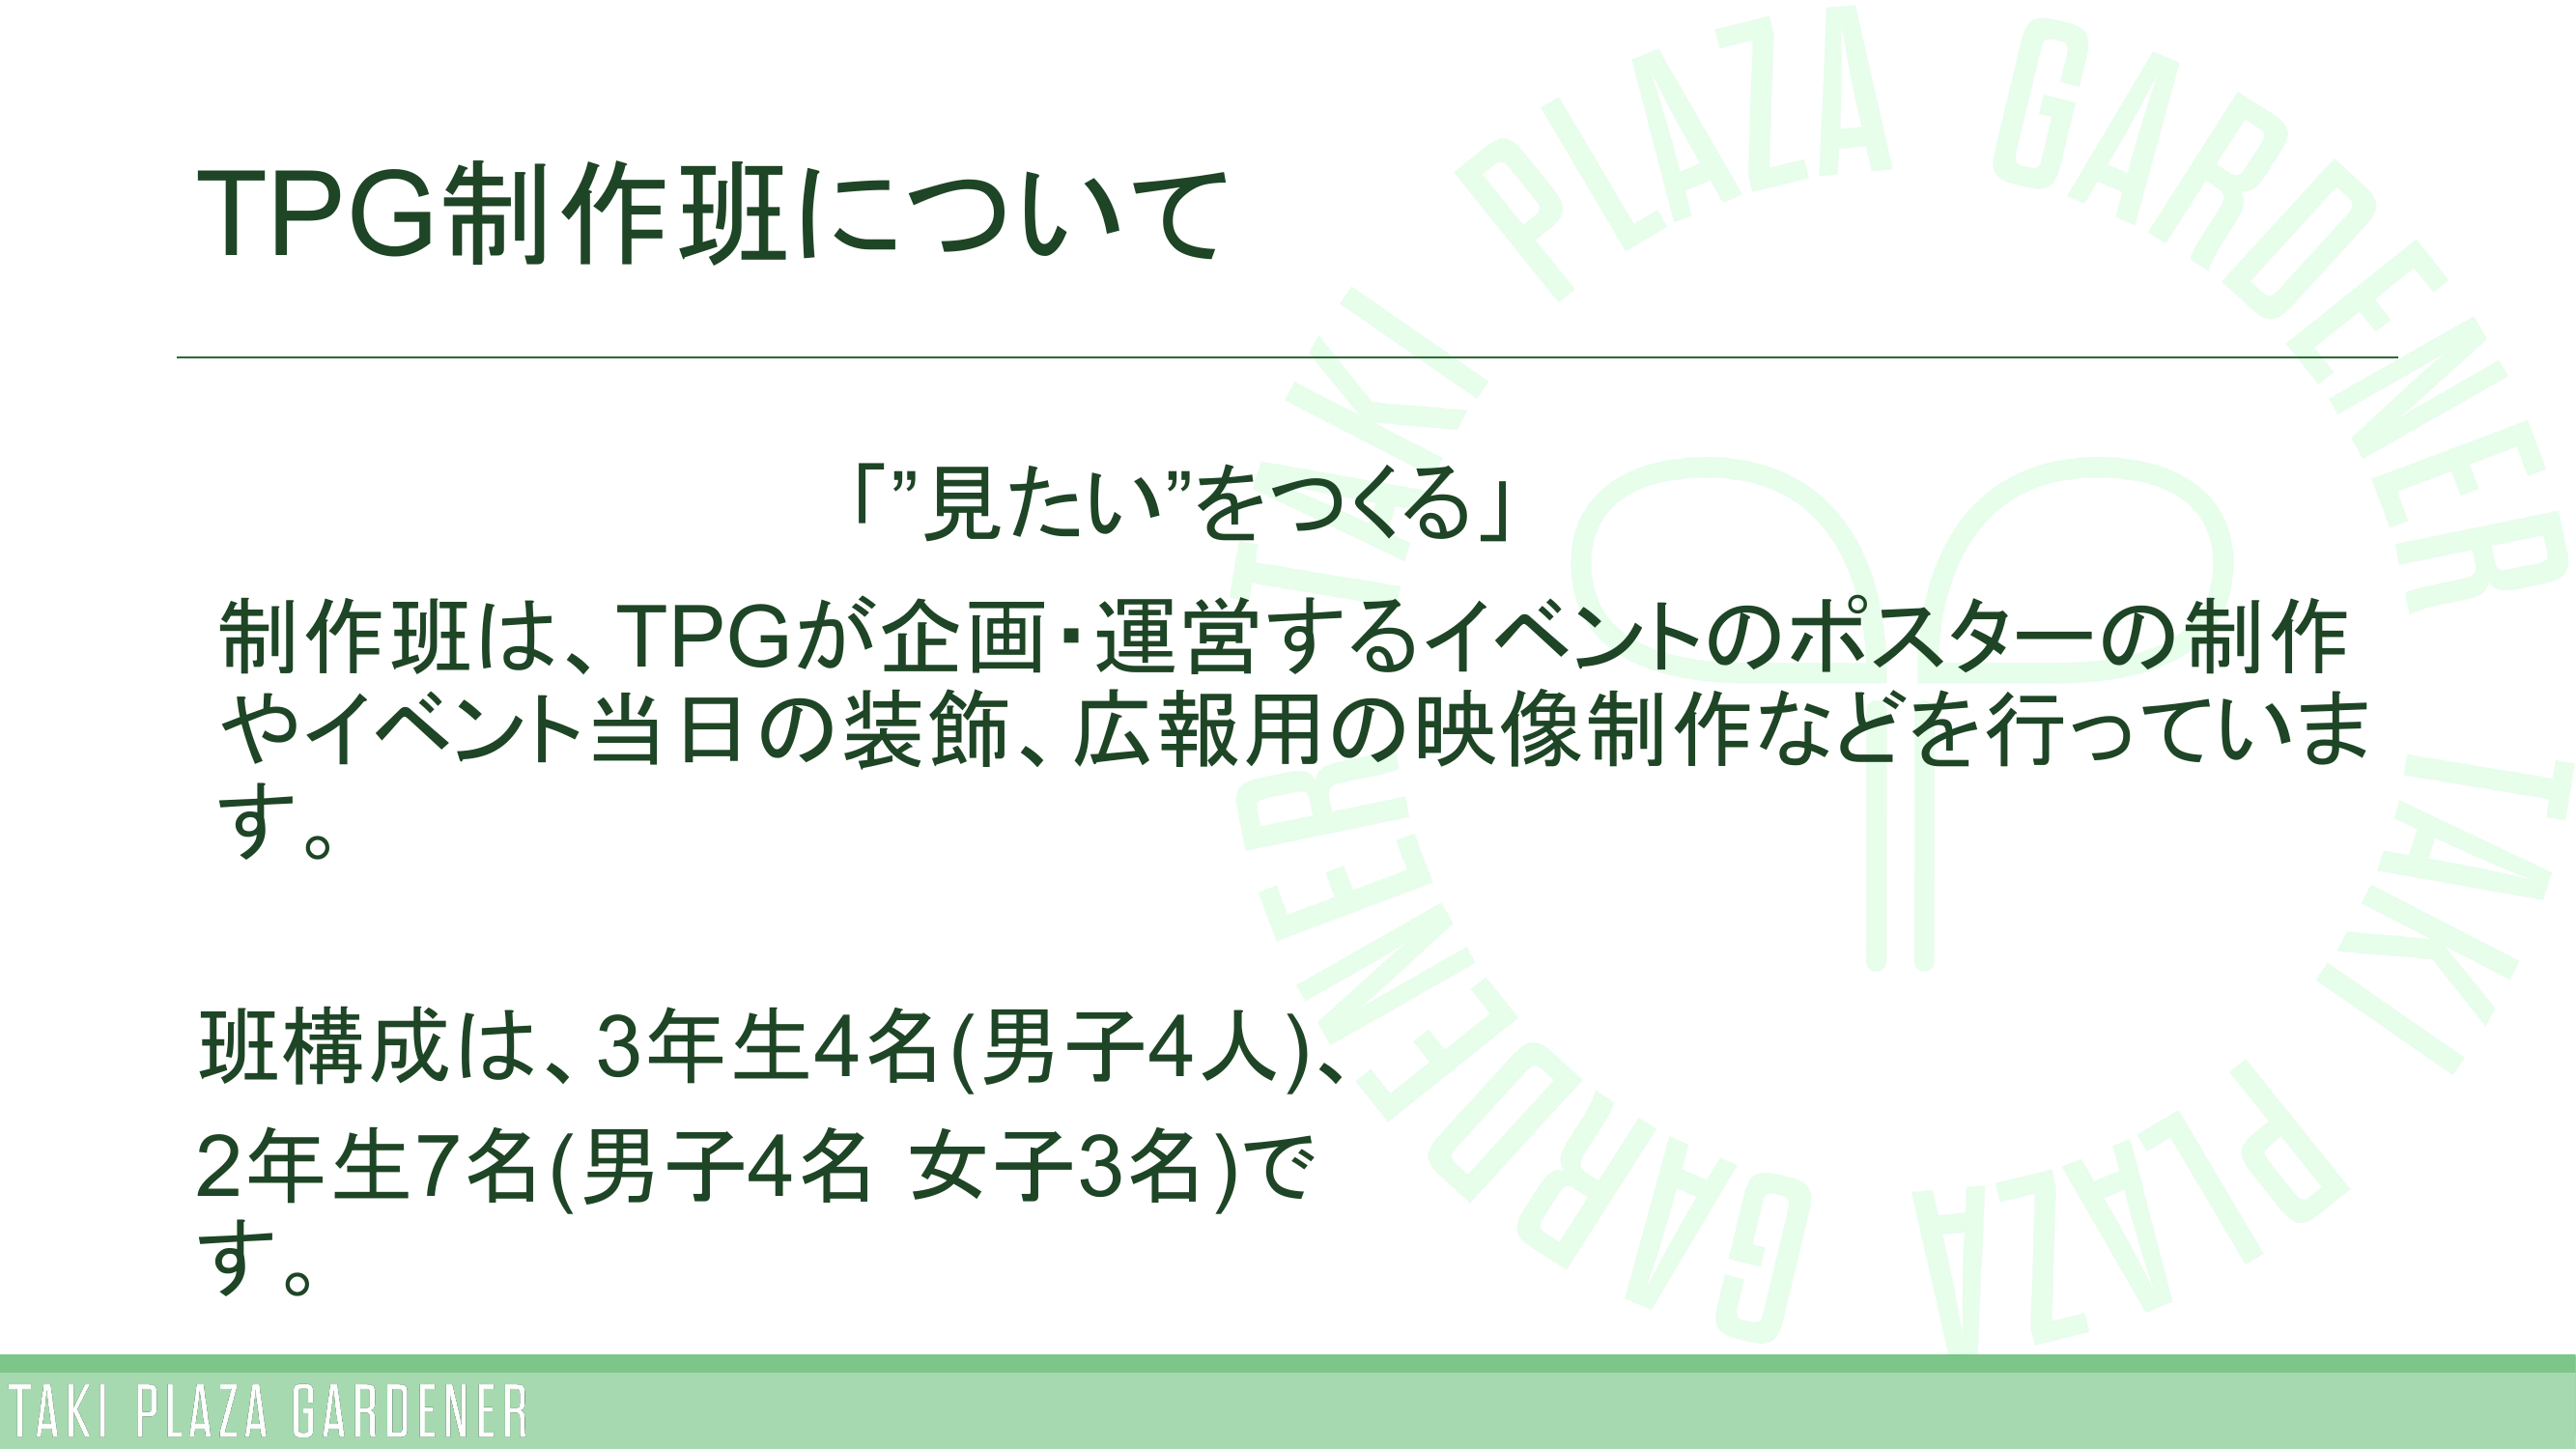 TPG制作班について
「”見たい”をつくる」
制作班は、TPGが企画・運営するイベントのポスターの制作
やイベント当日の装飾、広報用の映像制作などを行っていま
す。
班構成は、3年生4名(男子4人)、
2年生7名(男子4名 女子3名)で
す。
TAKI PLAZA GARDENER TAKI PLAZA GARDENER
TAKI PLAZA GARDENER